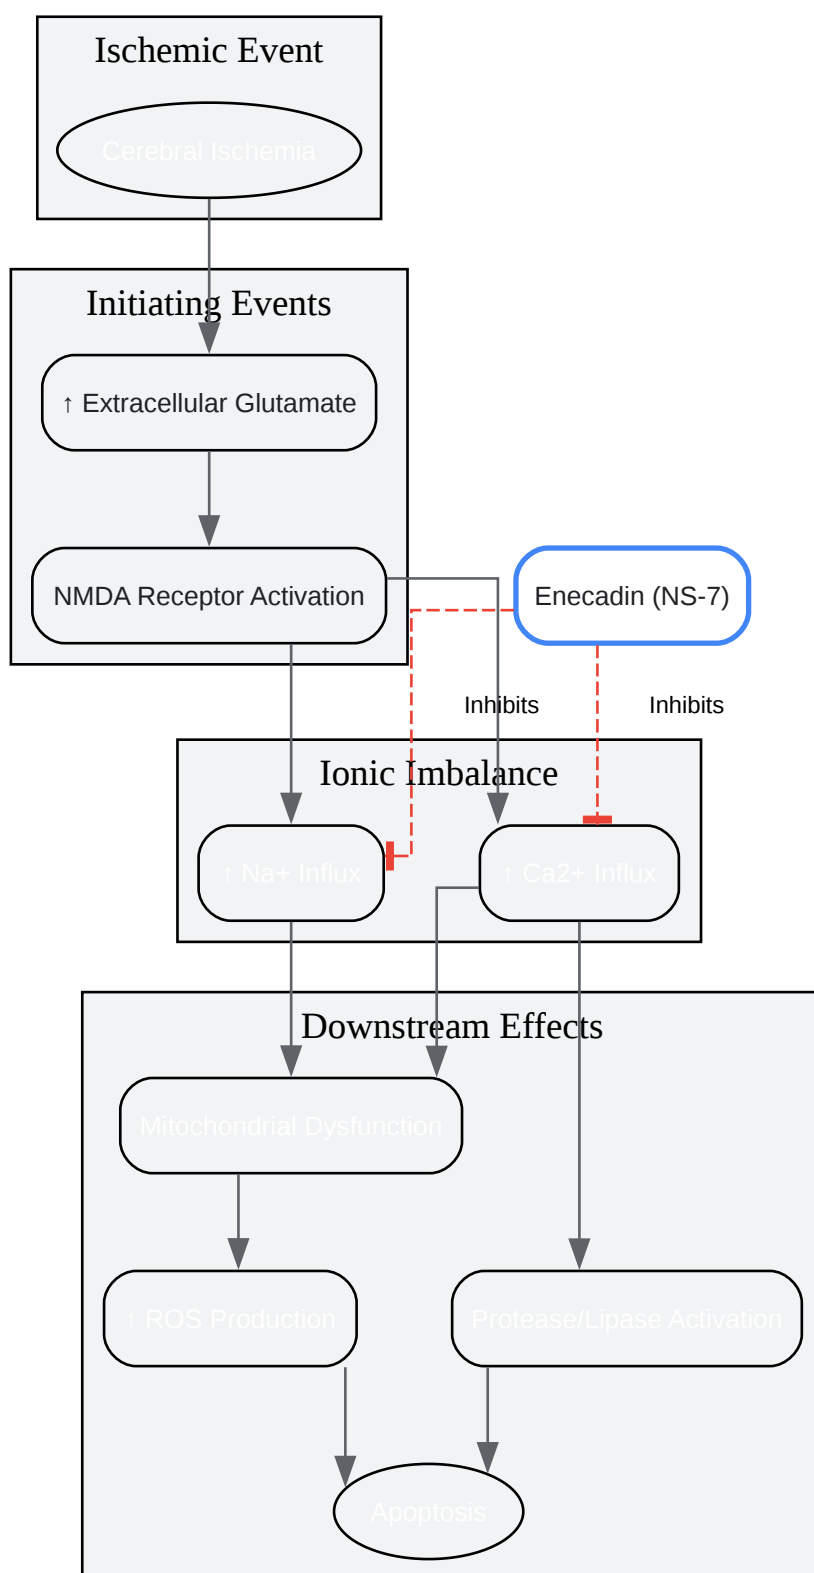 Ischemic Event
Cerebral Ischemia
Initiating Events
↑ Extracellular Glutamate
NMDA Receptor Activation
Enecadin (NS-7)
Inhibits
Inhibits
Ionic Imbalance
↑ Na+ Influx
↑ Ca2+ Influx
Downstream Effects
Mitochondrial Dysfunction
↑ ROS Production
Protease/Lipase Activation
Apoptosis